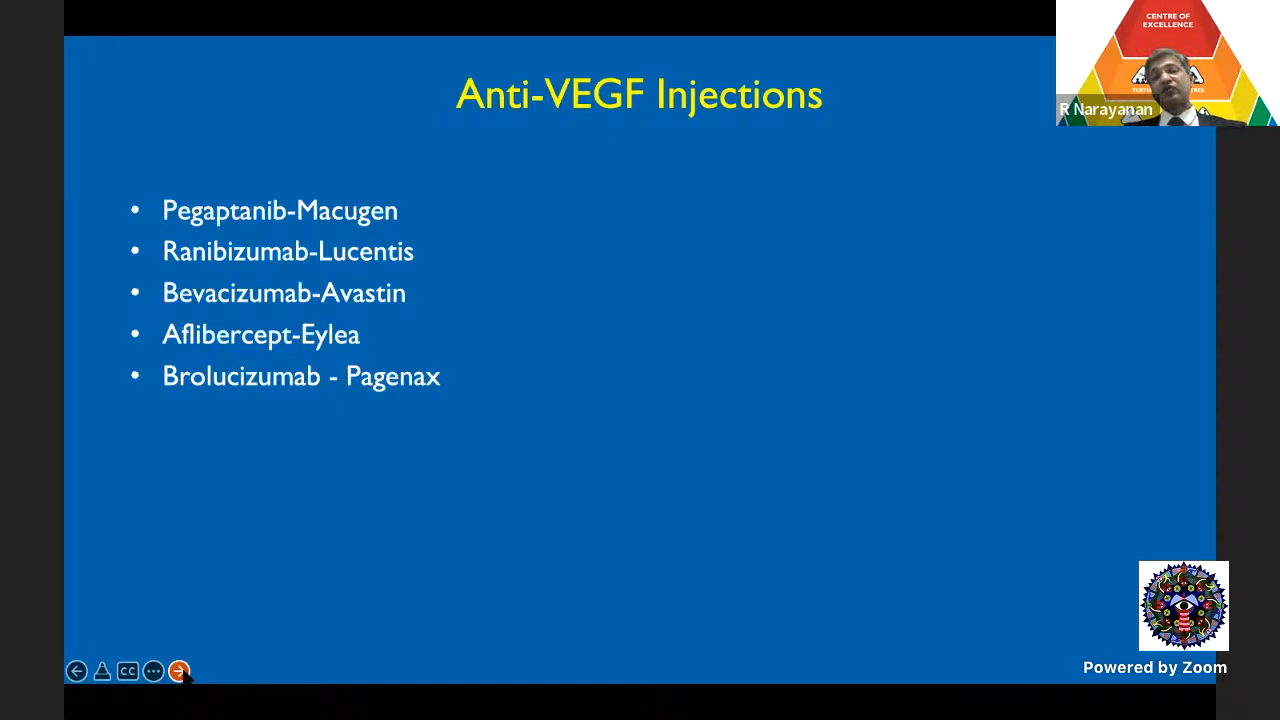 Anti-VEGF Injections
CENTRE OF
EXCELLENCE
R Narayanan
• Pegaptanib-Macugen
• Ranibizumab-Lucentis
• Bevacizumab-Avastin
• Aflibercept-Eylea
• Brolucizumab - Pagenax
CC
Powered by Zoom